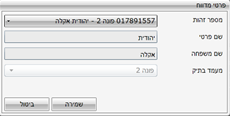 פרטי מדווח
מספר זהות: 017891557 פונה 2 - יהודית אקלה
שם פרטי: יהודית
שם משפחה: אקלה
מעמד בתיק: פונה 2
שמירה ביטול